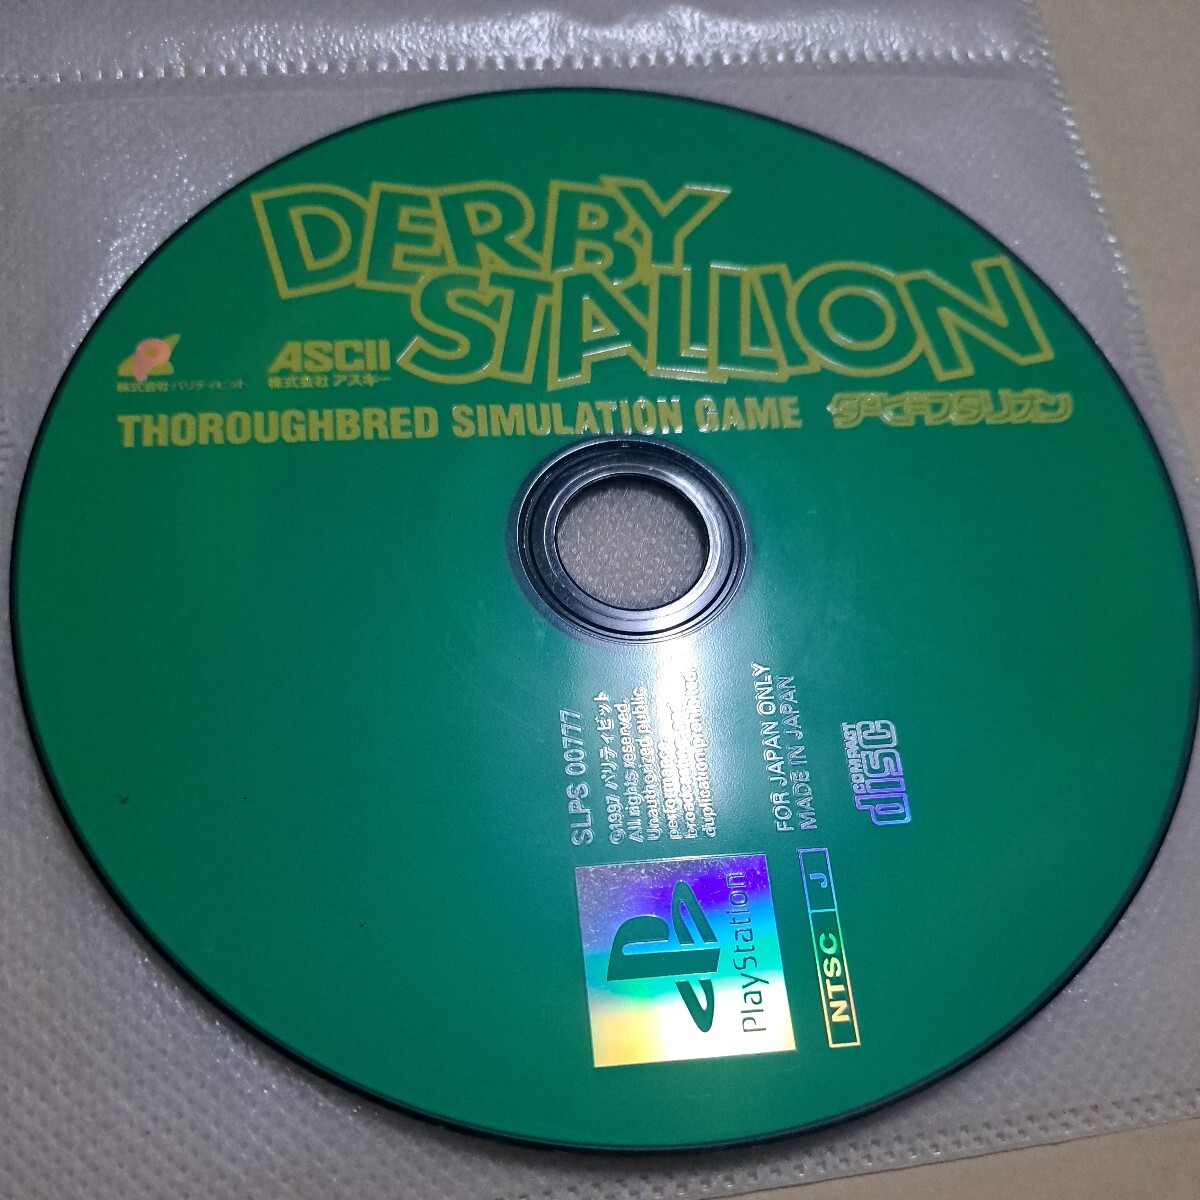 DERBY
STALLION
P
株式会社パリティビット
ASCII
株式会社 アスキー
THOROUGHBRED SIMULATION GAME
ダービースタリオン
SLPS 00777
©1997 パリティビット
All rights reserved.
Unauthorized public
performance,
broadcasting and
duplication prohibited.
FOR JAPAN ONLY
MADE IN JAPAN
COMPACT
disc
PlayStation
NTSC J